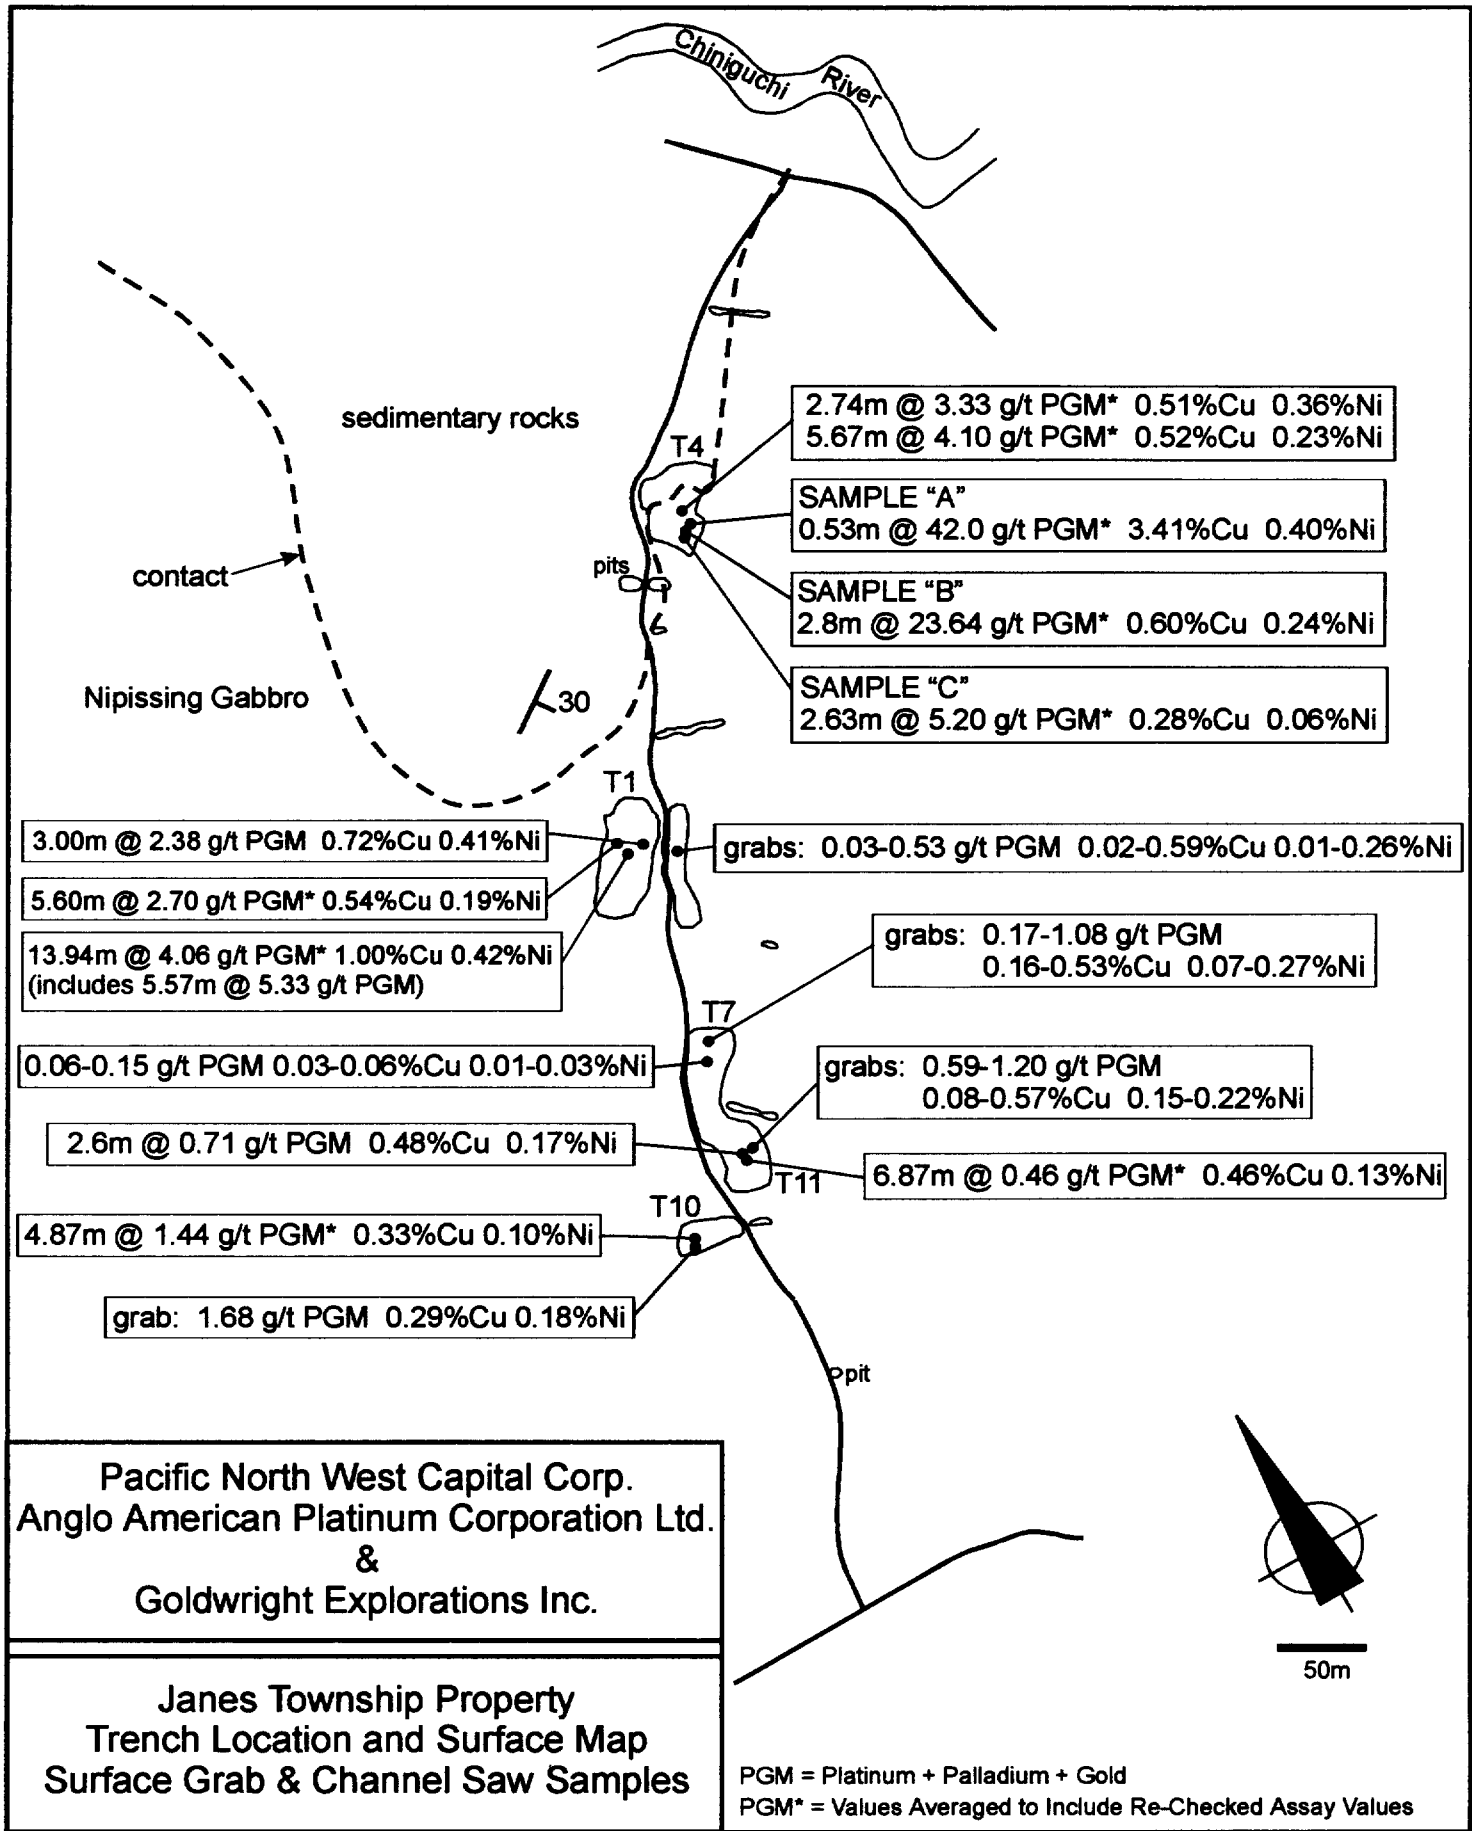 Chiniguchi River
sedimentary rocks
2.74m @ 3.33 g/t PGM* 0.51%Cu 0.36%Ni
5.67m @ 4.10 g/t PGM* 0.52%Cu 0.23%Ni
T4
SAMPLE "A"
0.53m @ 42.0 g/t PGM* 3.41%Cu 0.40%Ni
contact
pits
SAMPLE "B"
2.8m @ 23.64 g/t PGM* 0.60%Cu 0.24%Ni
SAMPLE "C"
2.63m @ 5.20 g/t PGM* 0.28%Cu 0.06%Ni
Nipissing Gabbro
30
T1
3.00m @ 2.38 g/t PGM 0.72%Cu 0.41%Ni
grabs: 0.03-0.53 g/t PGM 0.02-0.59%Cu 0.01-0.26%Ni
5.60m @ 2.70 g/t PGM* 0.54%Cu 0.19%Ni
13.94m @ 4.06 g/t PGM* 1.00%Cu 0.42%Ni
(includes 5.57m @ 5.33 g/t PGM)
grabs: 0.17-1.08 g/t PGM
0.16-0.53%Cu 0.07-0.27%Ni
T7
0.06-0.15 g/t PGM 0.03-0.06%Cu 0.01-0.03%Ni
grabs: 0.59-1.20 g/t PGM
0.08-0.57%Cu 0.15-0.22%Ni
2.6m @ 0.71 g/t PGM 0.48%Cu 0.17%Ni
6.87m @ 0.46 g/t PGM* 0.46%Cu 0.13%Ni
T11
T10
4.87m @ 1.44 g/t PGM* 0.33%Cu 0.10%Ni
grab: 1.68 g/t PGM 0.29%Cu 0.18%Ni
pit
Pacific North West Capital Corp.
Anglo American Platinum Corporation Ltd.
&
Goldwright Explorations Inc.
Janes Township Property
Trench Location and Surface Map
Surface Grab & Channel Saw Samples
50m
PGM = Platinum + Palladium + Gold
PGM* = Values Averaged to Include Re-Checked Assay Values